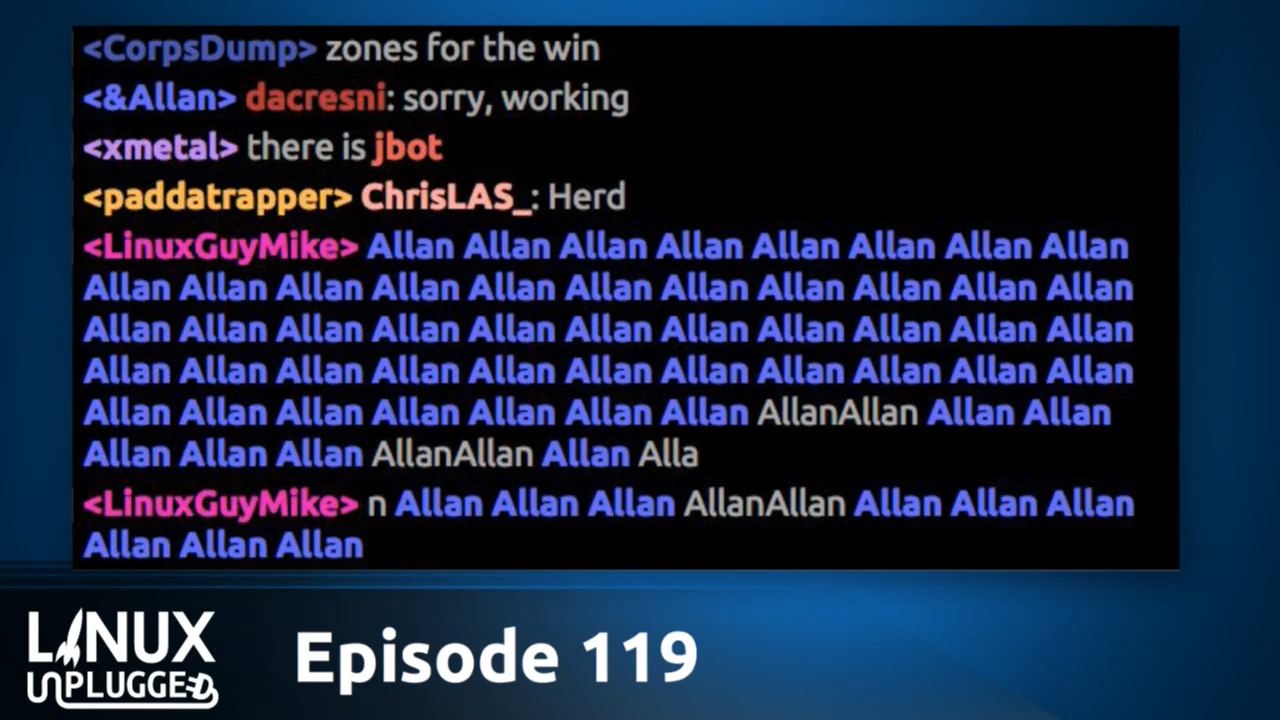 <CorpsDump> zones for the win
<&Allan> dacresni: sorry, working
<xmetal> there is jbot
<paddatrapper> ChrisLAS_: Herd
<LinuxGuyMike> Allan Allan Allan Allan Allan Allan Allan Allan
Allan Allan Allan Allan Allan Allan Allan Allan Allan Allan Allan
Allan Allan Allan Allan Allan Allan Allan Allan Allan Allan Allan
Allan Allan Allan Allan Allan Allan Allan Allan Allan Allan Allan
Allan Allan Allan Allan Allan Allan Allan AllanAllan Allan Allan
Allan Allan Allan AllanAllan Allan Alla
<LinuxGuyMike> n Allan Allan Allan AllanAllan Allan Allan Allan
Allan Allan Allan
LINUX
UNPLUGGED
Episode 119